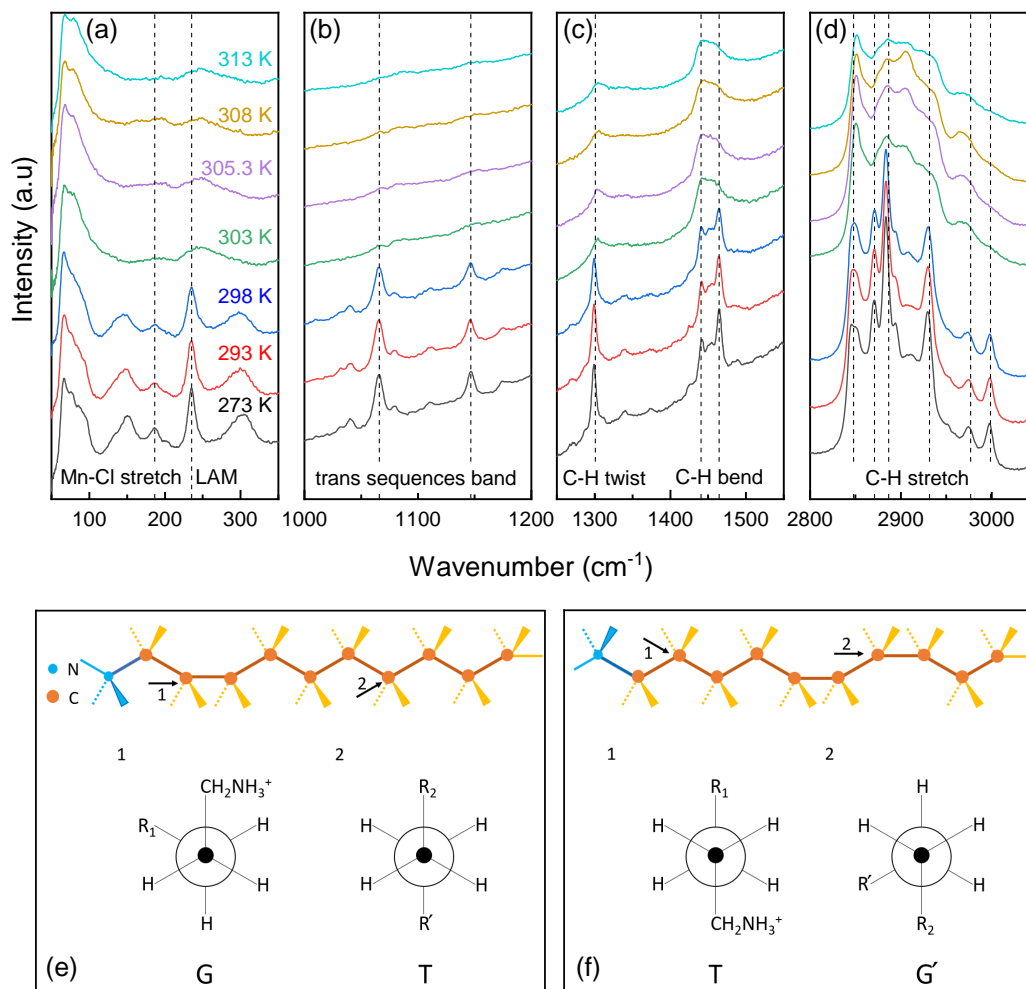 (a)
(b)
(c)
(d)
313 K
308 K
305.3 K
303 K
298 K
293 K
273 K
Intensity (a.u)
Mn-Cl stretch
LAM
trans sequences band
C-H twist
C-H bend
C-H stretch
100 200 300
1000 1100 1200
1300 1400 1500
2800 2900 3000
Wavenumber (cm⁻¹)
N
C
1
2
1
2
CH₂NH₃⁺
R₁
H
H
H
H
R₂
H
H
H
H
R′
(e)
G
T
1
2
1
2
R₁
H
H
H
H
CH₂NH₃⁺
H
H
H
R′
H
R₂
(f)
T
G′